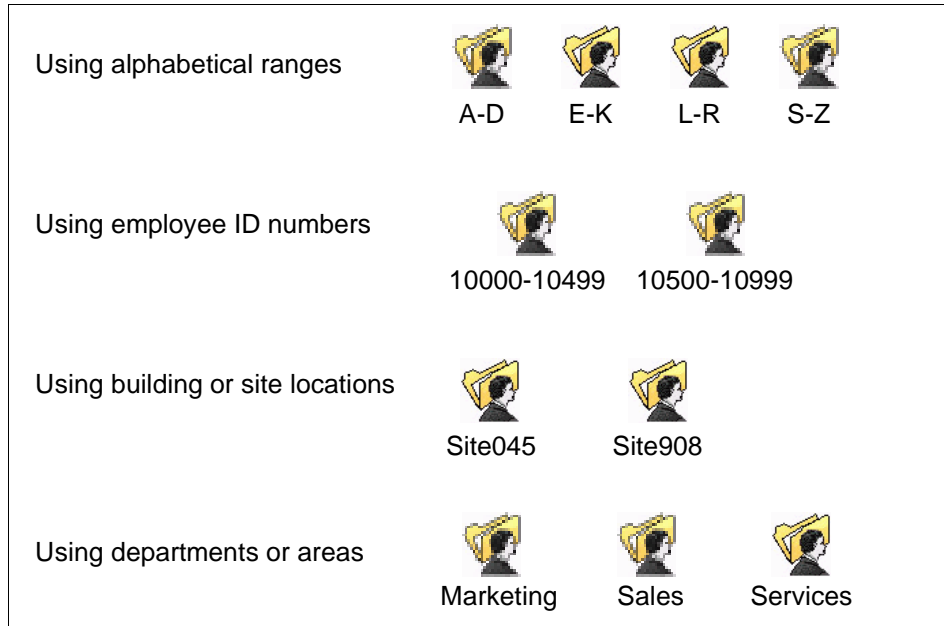 Using alphabetical ranges
A-D E-K L-R S-Z
Using employee ID numbers
10000-10499 10500-10999
Using building or site locations
Site045 Site908
Using departments or areas
Marketing Sales Services